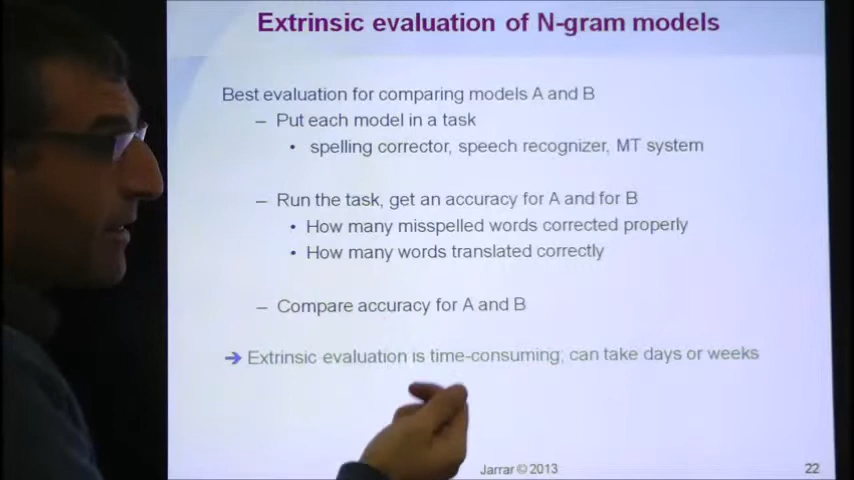 Extrinsic evaluation of N-gram models
Best evaluation for comparing models A and B
– Put each model in a task
• spelling corrector, speech recognizer, MT system
– Run the task, get an accuracy for A and for B
• How many misspelled words corrected properly
• How many words translated correctly
– Compare accuracy for A and B
➔ Extrinsic evaluation is time-consuming; can take days or weeks
Jarrar © 2013
22